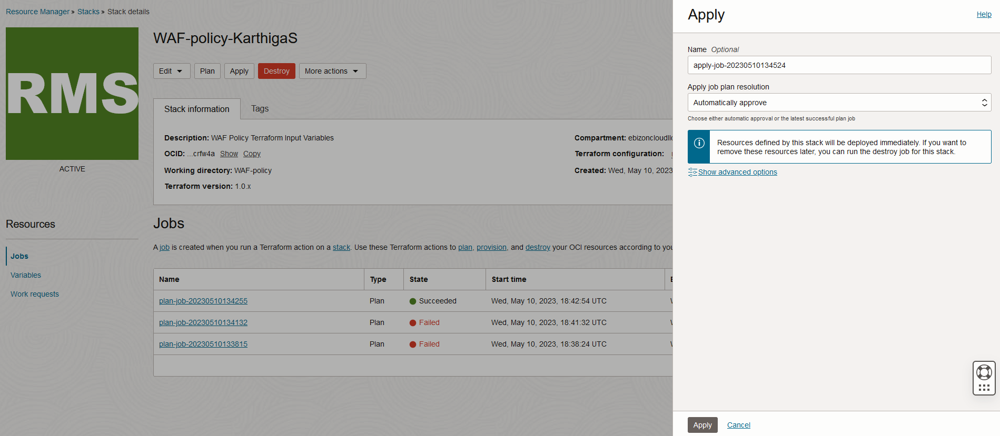 Resource Manager » Stacks » Stack details
RMS
ACTIVE
WAF-policy-KarthigaS
Edit Plan Apply Destroy More actions
Stack information Tags
Description: WAF Policy Terraform Input Variables
OCID: ...crfw4a Show Copy
Working directory: WAF-policy
Terraform version: 1.0.x
Compartment: ebizoncloudllc
Terraform configuration:
Created: Wed, May 10, 2023
Resources
Jobs
Variables
Work requests
Jobs
A job is created when you run a Terraform action on a stack. Use these Terraform actions to plan, provision, and destroy your OCI resources according to you
Name Type State Start time
plan-job-20230510134255 Plan Succeeded Wed, May 10, 2023, 18:42:54 UTC
plan-job-20230510134132 Plan Failed Wed, May 10, 2023, 18:41:32 UTC
plan-job-20230510133815 Plan Failed Wed, May 10, 2023, 18:38:24 UTC
Apply
Help
Name Optional
apply-job-20230510134524
Apply job plan resolution
Automatically approve
Choose either automatic approval or the latest successful plan job
Resources defined by this stack will be deployed immediately. If you want to
remove these resources later, you can run the destroy job for this stack.
Show advanced options
Apply Cancel